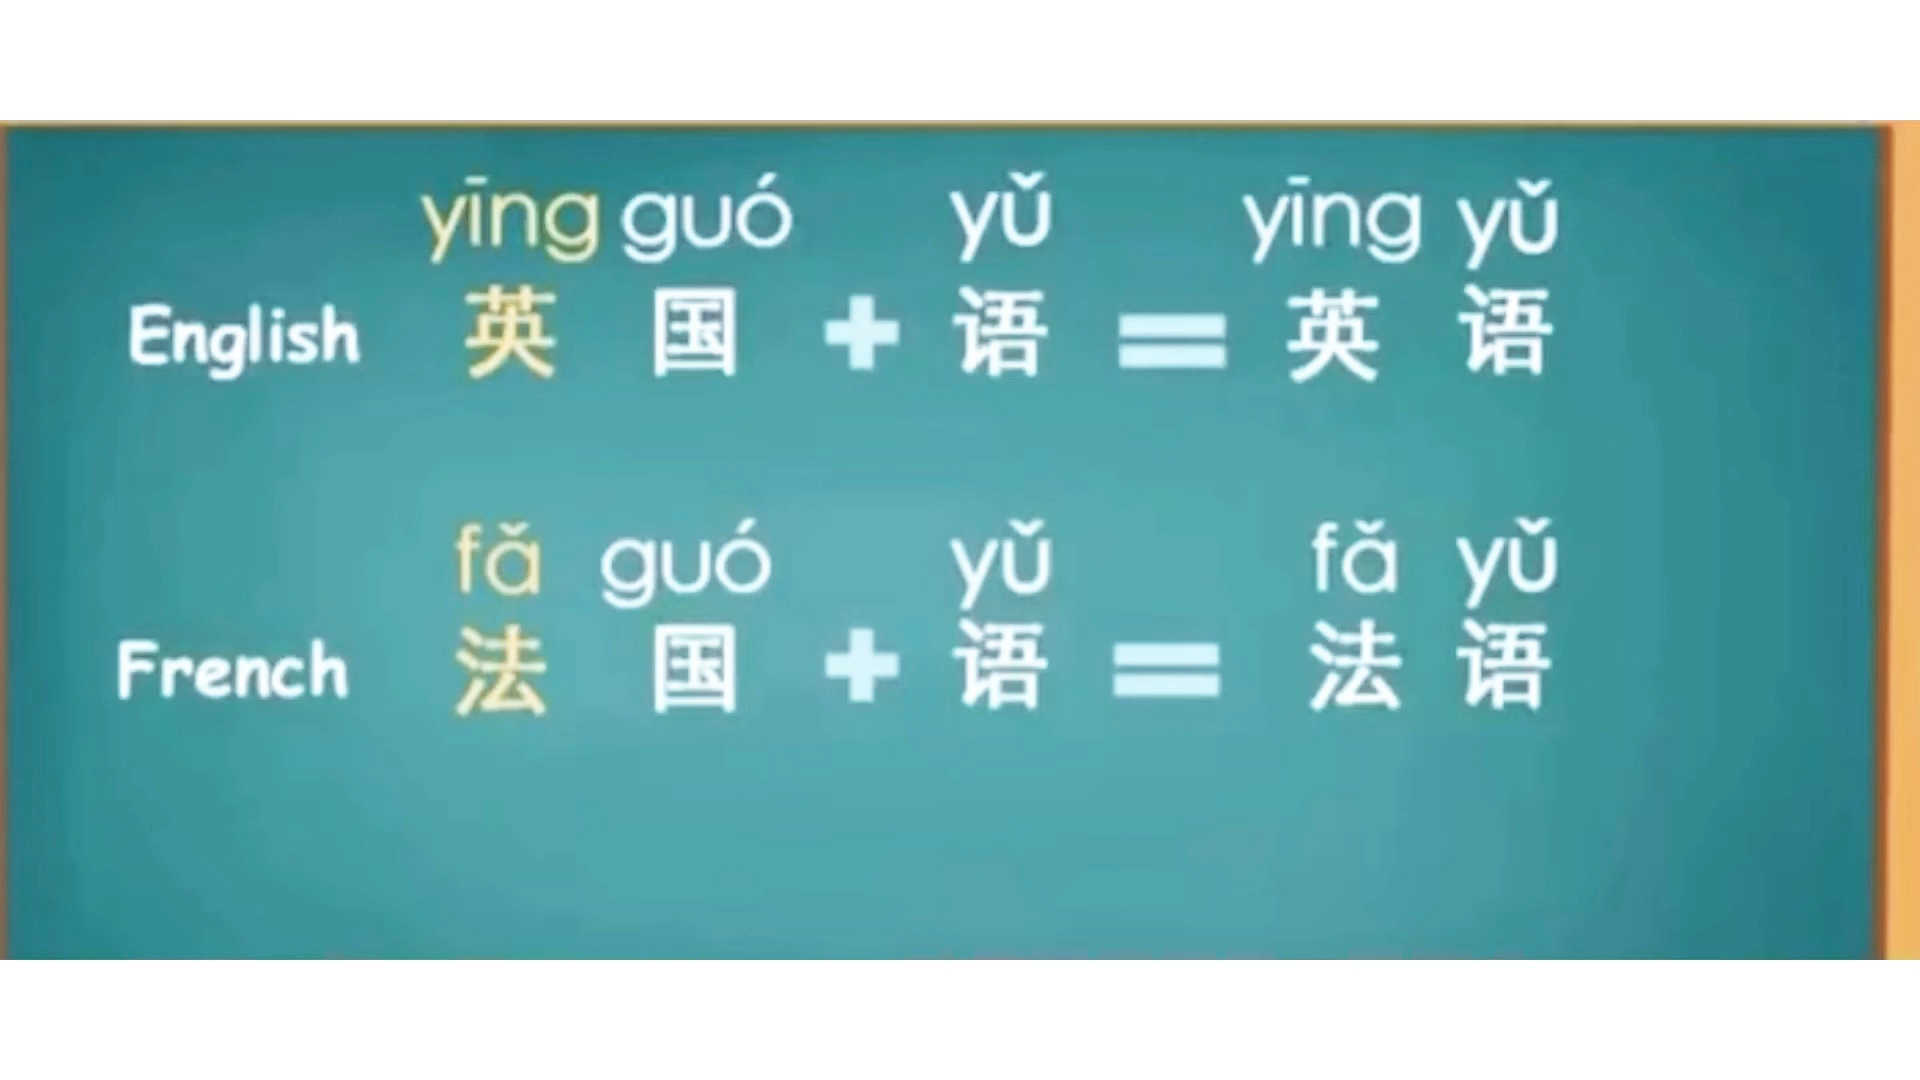 yīng guó yǔ yīng yǔ
English 英 国 + 语 = 英 语
fǎ guó yǔ fǎ yǔ
French 法 国 + 语 = 法 语